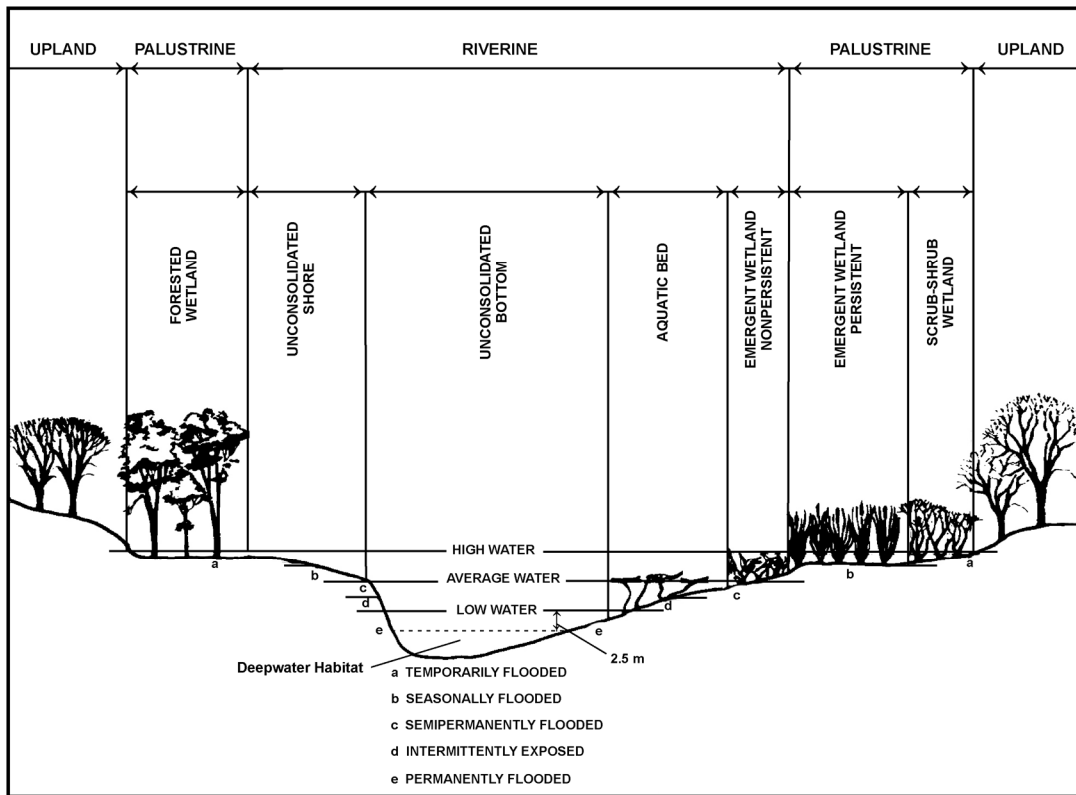 UPLAND
PALUSTRINE
RIVERINE
PALUSTRINE
UPLAND
FORESTED
WETLAND
UNCONSOLIDATED
SHORE
UNCONSOLIDATED
BOTTOM
AQUATIC BED
EMERGENT WETLAND
NONPERSISTENT
EMERGENT WETLAND
PERSISTENT
SCRUB-SHRUB
WETLAND
HIGH WATER
a
b
a
b
AVERAGE WATER
c
c
d
LOW WATER
d
e
e
2.5 m
Deepwater Habitat
a TEMPORARILY FLOODED
b SEASONALLY FLOODED
c SEMIPERMANENTLY FLOODED
d INTERMITTENTLY EXPOSED
e PERMANENTLY FLOODED